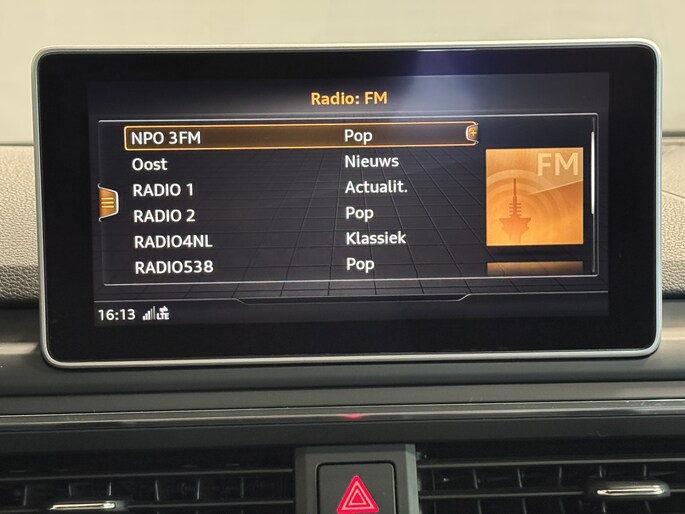 Radio: FM
NPO 3FM Pop
Oost Nieuws
RADIO 1 Actualit.
RADIO 2 Pop
RADIO4NL Klassiek
RADIO538 Pop
FM
16:13 LTE